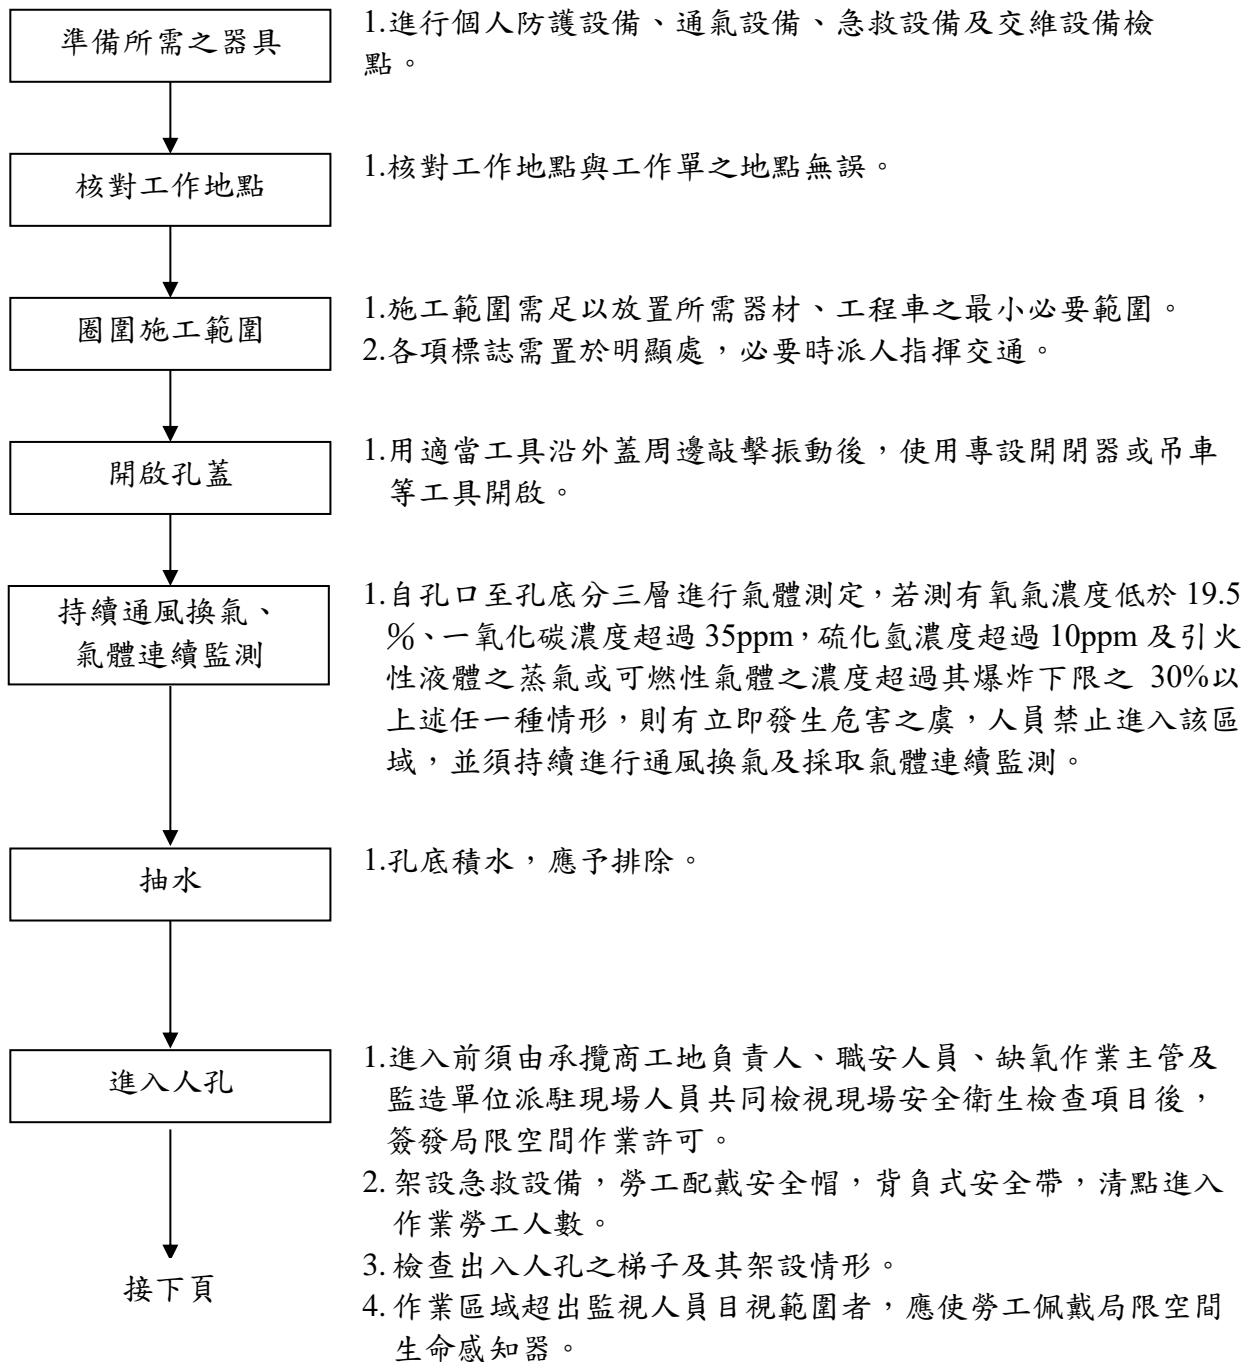 準備所需之器具
1.進行個人防護設備、通氣設備、急救設備及交維設備檢
點。
核對工作地點
1.核對工作地點與工作單之地點無誤。
圈圍施工範圍
1.施工範圍需足以放置所需器材、工程車之最小必要範圍。
2.各項標誌需置於明顯處，必要時派人指揮交通。
開啟孔蓋
1.用適當工具沿外蓋周邊敲擊振動後，使用專設開閉器或吊車
等工具開啟。
持續通風換氣、
氣體連續監測
1.自孔口至孔底分三層進行氣體測定，若測有氧氣濃度低於 19.5
％、一氧化碳濃度超過 35ppm，硫化氫濃度超過 10ppm 及引火
性液體之蒸氣或可燃性氣體之濃度超過其爆炸下限之 30%以
上述任一種情形，則有立即發生危害之虞，人員禁止進入該區
域，並須持續進行通風換氣及採取氣體連續監測。
抽水
1.孔底積水，應予排除。
進入人孔
1.進入前須由承攬商工地負責人、職安人員、缺氧作業主管及
監造單位派駐現場人員共同檢視現場安全衛生檢查項目後，
簽發局限空間作業許可。
2.架設急救設備，勞工配戴安全帽，背負式安全帶，清點進入
作業勞工人數。
3.檢查出入人孔之梯子及其架設情形。
4.作業區域超出監視人員目視範圍者，應使勞工佩戴局限空間
生命感知器。
接下頁